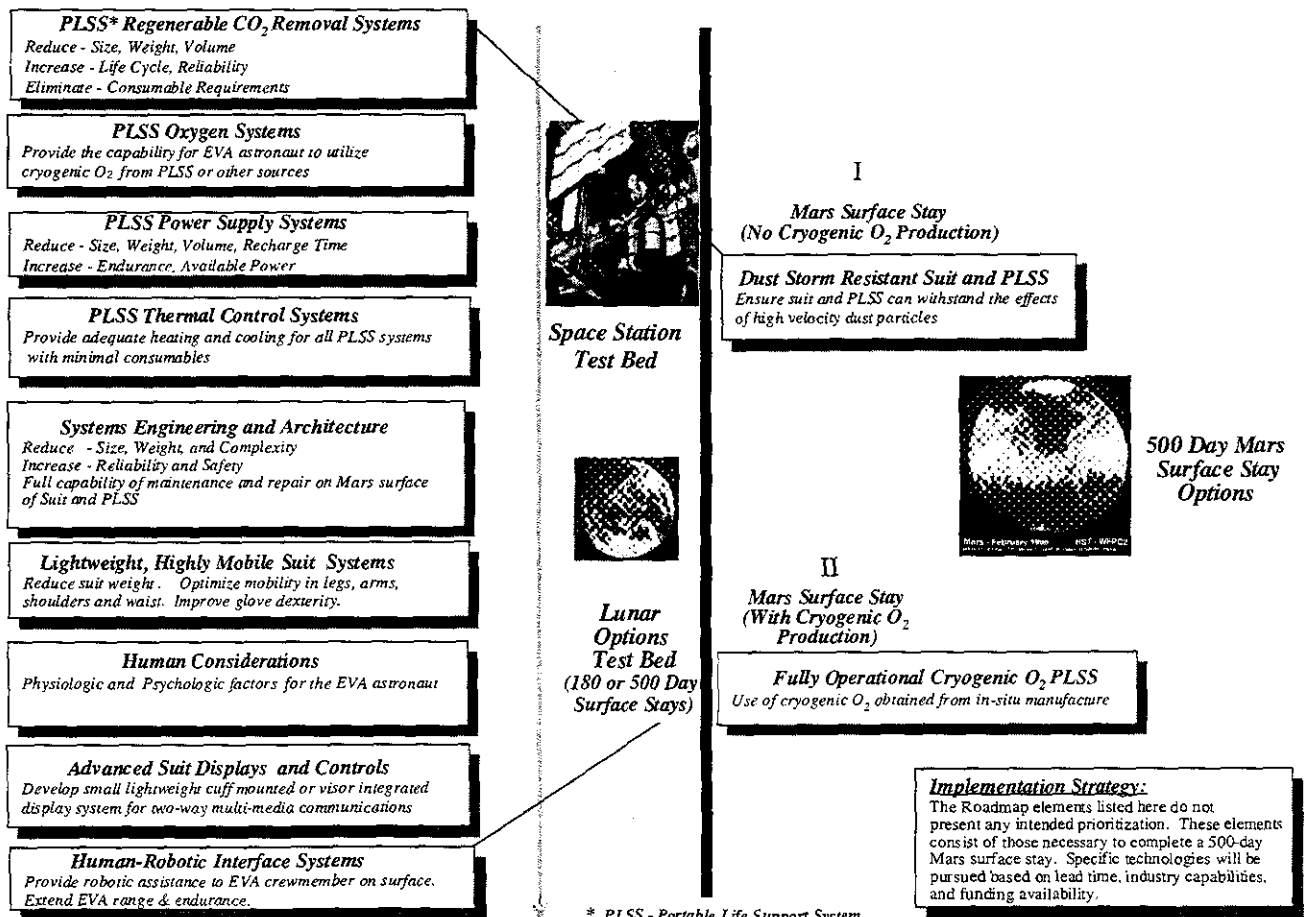 PLSS* Regenerable CO₂ Removal Systems
Reduce - Size, Weight, Volume
Increase - Life Cycle, Reliability
Eliminate - Consumable Requirements
PLSS Oxygen Systems
Provide the capability for EVA astronaut to utilize
cryogenic O₂ from PLSS or other sources
PLSS Power Supply Systems
Reduce - Size, Weight, Volume, Recharge Time
Increase - Endurance, Available Power
PLSS Thermal Control Systems
Provide adequate heating and cooling for all PLSS systems
with minimal consumables
Systems Engineering and Architecture
Reduce - Size, Weight, and Complexity
Increase - Reliability and Safety
Full capability of maintenance and repair on Mars surface
of Suit and PLSS
Lightweight, Highly Mobile Suit Systems
Reduce suit weight. Optimize mobility in legs, arms,
shoulders and waist. Improve glove dexterity.
Human Considerations
Physiologic and Psychologic factors for the EVA astronaut
Advanced Suit Displays and Controls
Develop small lightweight cuff mounted or visor integrated
display system for two-way multi-media communications
Human-Robotic Interface Systems
Provide robotic assistance to EVA crewmember on surface.
Extend EVA range & endurance.
Space Station
Test Bed
Lunar
Options
Test Bed
(180 or 500 Day
Surface Stays)
I
Mars Surface Stay
(No Cryogenic O₂ Production)
Dust Storm Resistant Suit and PLSS
Ensure suit and PLSS can withstand the effects
of high velocity dust particles
Mars - February 1995 HST - WFPC2
500 Day Mars
Surface Stay
Options
II
Mars Surface Stay
(With Cryogenic O₂
Production)
Fully Operational Cryogenic O₂ PLSS
Use of cryogenic O₂ obtained from in-situ manufacture
Implementation Strategy:
The Roadmap elements listed here do not
present any intended prioritization. These elements
consist of those necessary to complete a 500-day
Mars surface stay. Specific technologies will be
pursued based on lead time, industry capabilities,
and funding availability.
* PLSS - Portable Life Support System